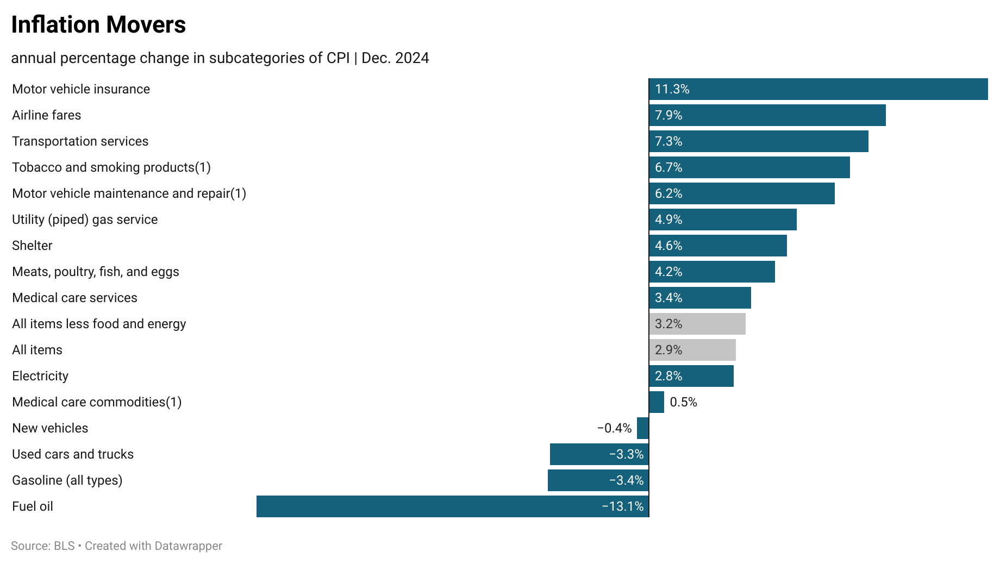 Inflation Movers
annual percentage change in subcategories of CPI | Dec. 2024
Motor vehicle insurance 11.3%
Airline fares 7.9%
Transportation services 7.3%
Tobacco and smoking products(1) 6.7%
Motor vehicle maintenance and repair(1) 6.2%
Utility (piped) gas service 4.9%
Shelter 4.6%
Meats, poultry, fish, and eggs 4.2%
Medical care services 3.4%
All items less food and energy 3.2%
All items 2.9%
Electricity 2.8%
Medical care commodities(1) 0.5%
New vehicles −0.4%
Used cars and trucks −3.3%
Gasoline (all types) −3.4%
Fuel oil −13.1%
Source: BLS • Created with Datawrapper